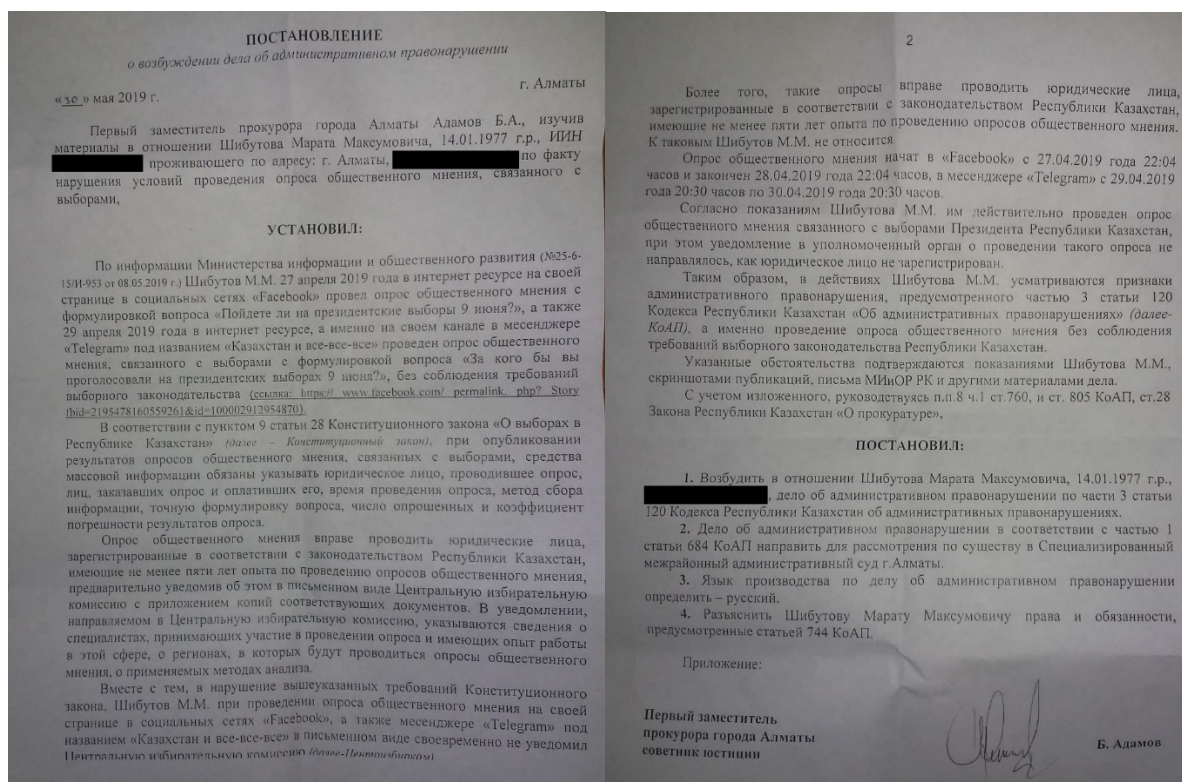 ПОСТАНОВЛЕНИЕ
о возбуждении дела об административном правонарушении
г. Алматы
«30» мая 2019 г.
Первый заместитель прокурора города Алматы Адамов Б.А., изучив
материалы в отношении Шибутова Марата Максумовича, 14.01.1977 г.р., ИИН
проживающего по адресу: г. Алматы, по факту
нарушения условий проведения опроса общественного мнения, связанного с
выборами,
УСТАНОВИЛ:
По информации Министерства информации и общественного развития (№25-6-
15/И-953 от 08.05.2019 г.) Шибутов М.М. 27 апреля 2019 года в интернет ресурсе на своей
странице в социальных сетях «Facebook» провел опрос общественного мнения с
формулировкой вопроса «Пойдете ли на президентские выборы 9 июня?», а также
29 апреля 2019 года в интернет ресурсе, а именно на своем канале в месенджере
«Telegram» под названием «Казахстан и все-все-все» проведен опрос общественного
мнения, связанного с выборами с формулировкой вопроса «За кого бы вы
проголосовали на президентских выборах 9 июня?», без соблюдения требований
выборного законодательства (ссылка: https:// www.facebook.com/ permalink. php? Story
fbid=2195478160559261&id=100002912954870).
В соответствии с пунктом 9 статьи 28 Конституционного закона «О выборах в
Республике Казахстан» (далее – Конституционный закон), при опубликовании
результатов опросов общественного мнения, связанных с выборами, средства
массовой информации обязаны указывать юридическое лицо, проводившее опрос,
лиц, заказавших опрос и оплативших его, время проведения опроса, метод сбора
информации, точную формулировку вопроса, число опрошенных и коэффициент
погрешности результатов опроса.
Опрос общественного мнения вправе проводить юридические лица,
зарегистрированные в соответствии с законодательством Республики Казахстан,
имеющие не менее пяти лет опыта по проведению опросов общественного мнения,
предварительно уведомив об этом в письменном виде Центральную избирательную
комиссию с приложением копий соответствующих документов. В уведомлении,
направляемом в Центральную избирательную комиссию, указываются сведения о
специалистах, принимающих участие в проведении опроса и имеющих опыт работы
в этой сфере, о регионах, в которых будут проводиться опросы общественного
мнения, о применяемых методах анализа.
Вместе с тем, в нарушение вышеуказанных требований Конституционного
закона, Шибутов М.М. при проведении опроса общественного мнения на своей
странице в социальных сетях «Facebook», а также месенджере «Telegram» под
названием «Казахстан и все-все-все» в письменном виде своевременно не уведомил
Центральную избирательную комиссию (далее-Центризбирком)
2
Более того, такие опросы вправе проводить юридические лица,
зарегистрированные в соответствии с законодательством Республики Казахстан,
имеющие не менее пяти лет опыта по проведению опросов общественного мнения.
К таковым Шибутов М.М. не относится
Опрос общественного мнения начат в «Facebook» с 27.04.2019 года 22:04
часов и закончен 28.04.2019 года 22:04 часов, в месенджере «Telegram» с 29.04.2019
года 20:30 часов по 30.04.2019 года 20:30 часов.
Согласно показаниям Шибутова М.М. им действительно проведен опрос
общественного мнения связанного с выборами Президента Республики Казахстан,
при этом уведомление в уполномоченный орган о проведении такого опроса не
направлялось, как юридическое лицо не зарегистрирован.
Таким образом, в действиях Шибутова М.М. усматриваются признаки
административного правонарушения, предусмотренного частью 3 статьи 120
Кодекса Республики Казахстан «Об административных правонарушениях» (далее-
КоАП), а именно проведение опроса общественного мнения без соблюдения
требований выборного законодательства Республики Казахстан.
Указанные обстоятельства подтверждаются показаниями Шибутова М.М.,
скриншотами публикаций, письма МИиОР РК и другими материалами дела.
С учетом изложенного, руководствуясь п.п.8 ч.1 ст.760, и ст. 805 КоАП, ст.28
Закона Республики Казахстан «О прокуратуре»,
ПОСТАНОВИЛ:
1. Возбудить в отношении Шибутова Марата Максумовича, 14.01.1977 г.р.,
, дело об административном правонарушении по части 3 статьи
120 Кодекса Республики Казахстан об административных правонарушениях.
2. Дело об административном правонарушении в соответствии с частью 1
статьи 684 КоАП направить для рассмотрения по существу в Специализированный
межрайонный административный суд г.Алматы.
3. Язык производства по делу об административном правонарушении
определить – русский.
4. Разъяснить Шибутову Марату Максумовичу права и обязанности,
предусмотренные статьей 744 КоАП.
Приложение:
Первый заместитель
прокурора города Алматы
советник юстиции
Б. Адамов